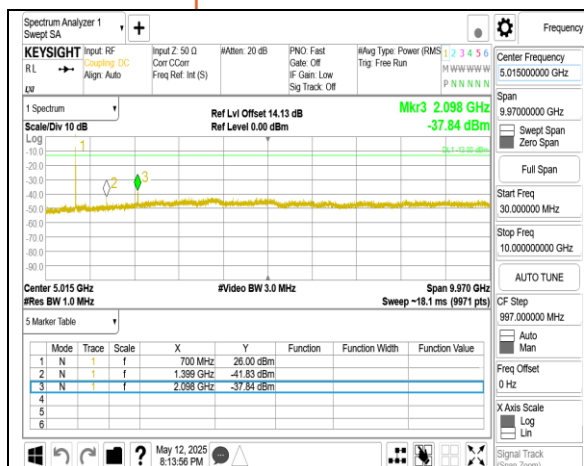 Spectrum Analyzer 1
Swept SA
Frequency
KEYSIGHT
RL
Input: RF
Coupling: DC
Align: Auto
Input Z: 50 Ω
Corr CCorr
Freq Ref: Int (S)
#Atten: 20 dB
PNO: Fast
Gate: Off
IF Gain: Low
Sig Track: Off
#Avg Type: Power (RMS
Trig: Free Run
1 2 3 4 5 6
M W W W W W
P N N N N N
1 Spectrum
Scale/Div 10 dB
Log
Ref Lvl Offset 14.13 dB
Ref Level 0.00 dBm
Mkr3 2.098 GHz
-37.84 dBm
DL1 -13.00 dBm
-10.0
-20.0
-30.0
-40.0
-50.0
-60.0
-70.0
-80.0
-90.0
1
2
3
Center 5.015 GHz
#Res BW 1.0 MHz
#Video BW 3.0 MHz
Span 9.970 GHz
Sweep ~18.1 ms (9971 pts)
5 Marker Table
Mode Trace Scale X Y Function Function Width Function Value
1 N 1 f 700 MHz 26.00 dBm
2 N 1 f 1.399 GHz -41.83 dBm
3 N 1 f 2.098 GHz -37.84 dBm
4
5
6
May 12, 2025
8:13:56 PM
Center Frequency
5.015000000 GHz
Span
9.97000000 GHz
Swept Span
Zero Span
Full Span
Start Freq
30.000000 MHz
Stop Freq
10.000000000 GHz
AUTO TUNE
CF Step
997.000000 MHz
Auto
Man
Freq Offset
0 Hz
X Axis Scale
Log
Lin
Signal Track
(Span Zoom)